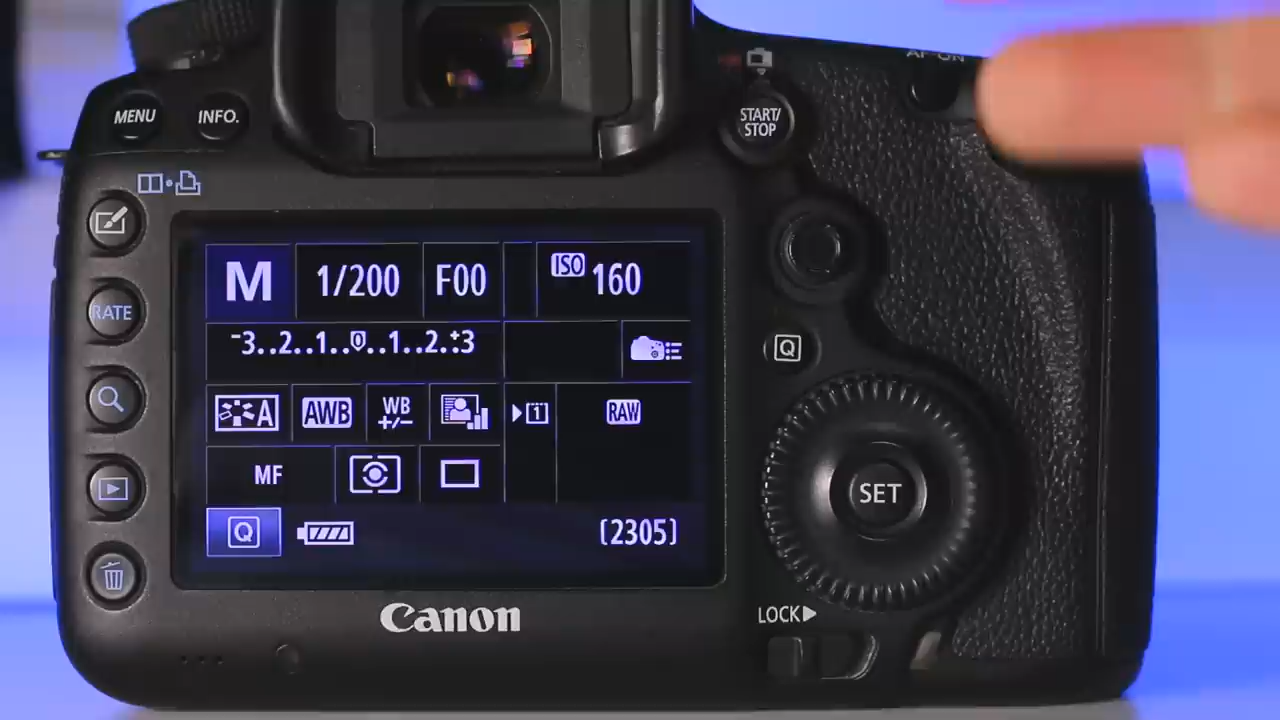 AF-ON
MENU INFO.
START/
STOP
RATE
M 1/200 F00 ISO 160
-3..2..1..0..1..2.:+3
A AWB WB
+/-
1 RAW
MF
Q [2305]
Q
SET
Canon
LOCK